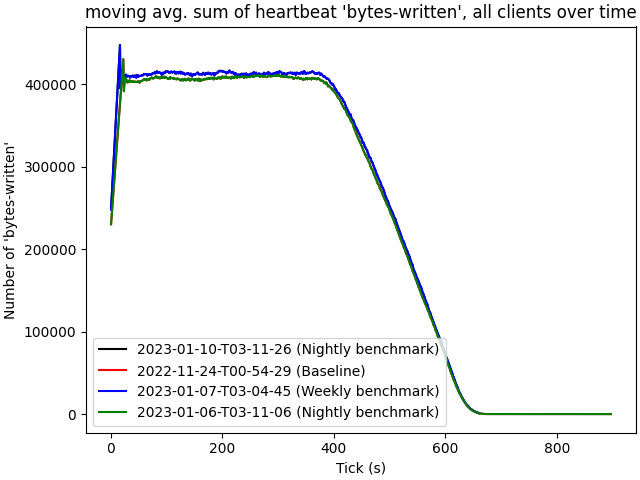 moving avg. sum of heartbeat 'bytes-written', all clients over time
Number of 'bytes-written'
400000
300000
200000
100000
0
2023-01-10-T03-11-26 (Nightly benchmark)
2022-11-24-T00-54-29 (Baseline)
2023-01-07-T03-04-45 (Weekly benchmark)
2023-01-06-T03-11-06 (Nightly benchmark)
0 200 400 600 800
Tick (s)